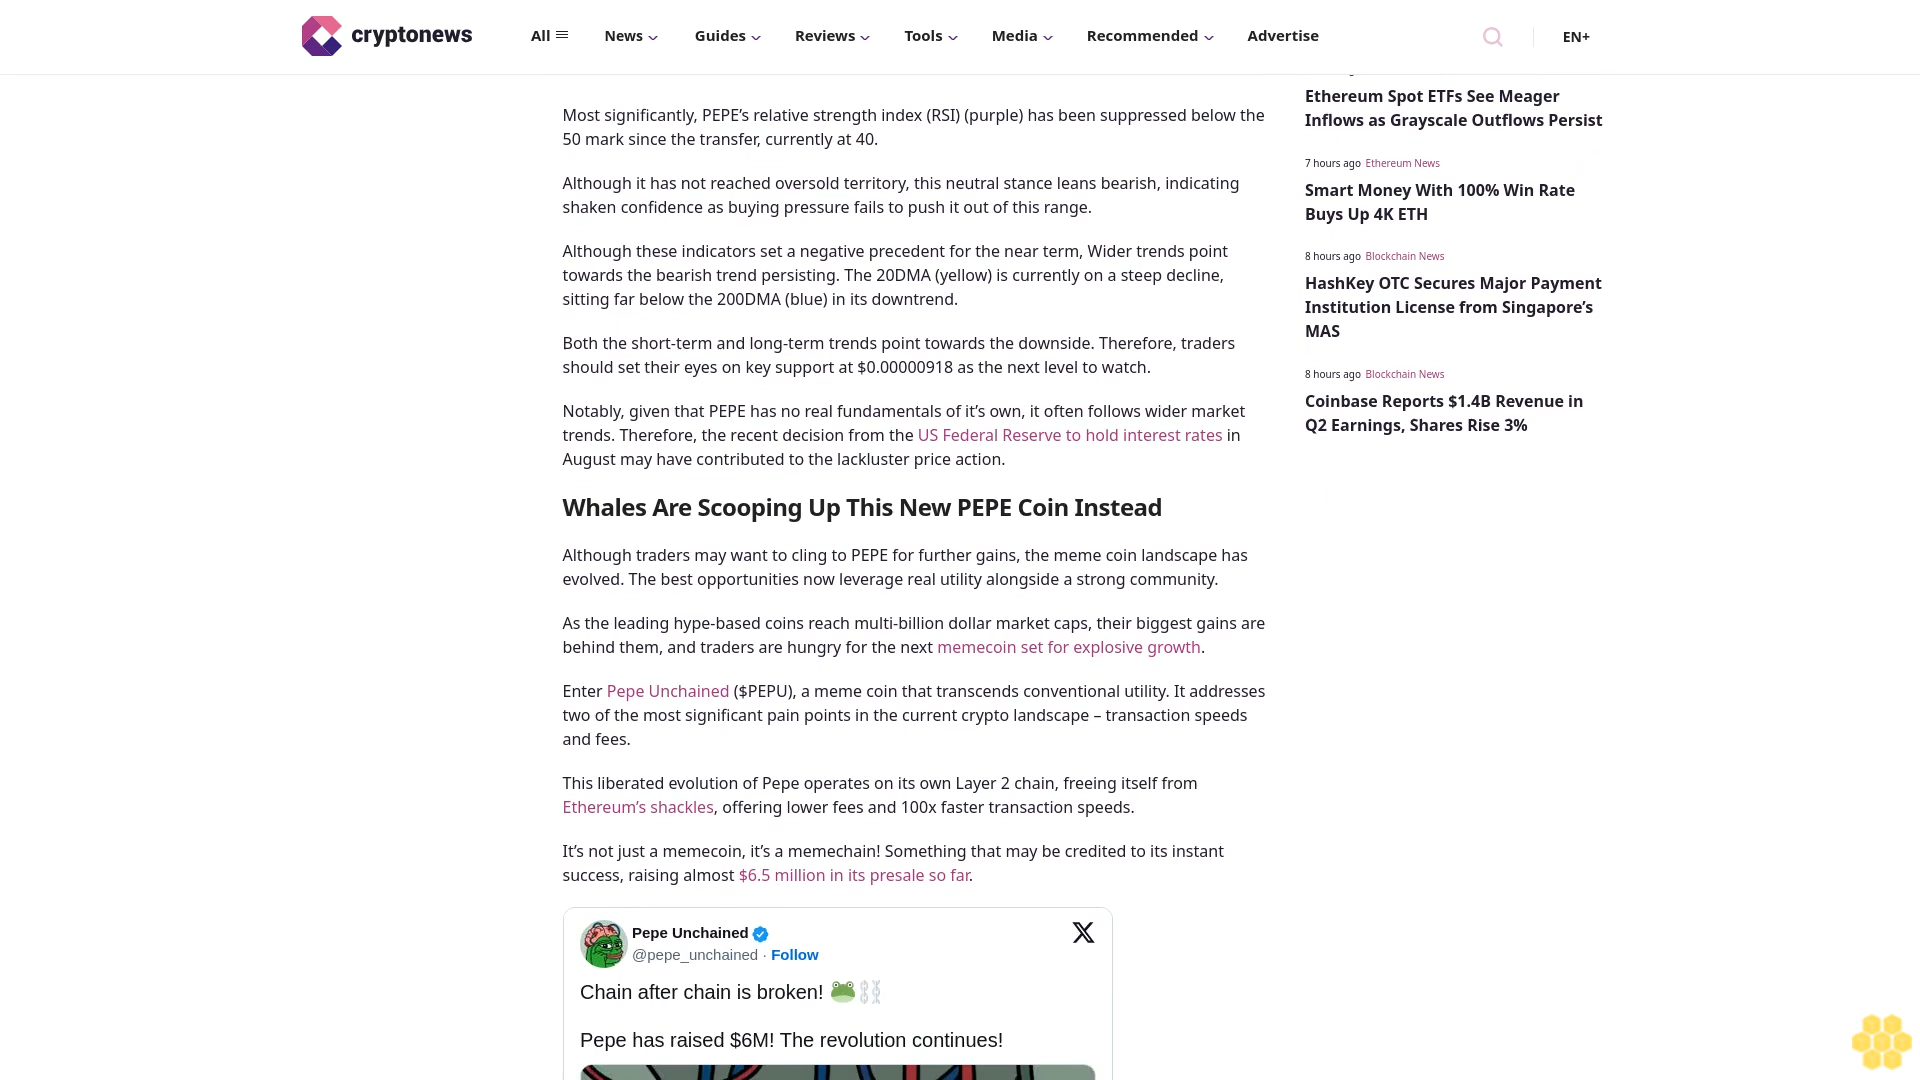 cryptonews
All
News
Guides
Reviews
Tools
Media
Recommended
Advertise
EN+
Most significantly, PEPE’s relative strength index (RSI) (purple) has been suppressed below the
50 mark since the transfer, currently at 40.
Although it has not reached oversold territory, this neutral stance leans bearish, indicating
shaken confidence as buying pressure fails to push it out of this range.
Although these indicators set a negative precedent for the near term, Wider trends point
towards the bearish trend persisting. The 20DMA (yellow) is currently on a steep decline,
sitting far below the 200DMA (blue) in its downtrend.
Both the short-term and long-term trends point towards the downside. Therefore, traders
should set their eyes on key support at $0.00000918 as the next level to watch.
Notably, given that PEPE has no real fundamentals of it’s own, it often follows wider market
trends. Therefore, the recent decision from the US Federal Reserve to hold interest rates in
August may have contributed to the lackluster price action.
Whales Are Scooping Up This New PEPE Coin Instead
Although traders may want to cling to PEPE for further gains, the meme coin landscape has
evolved. The best opportunities now leverage real utility alongside a strong community.
As the leading hype-based coins reach multi-billion dollar market caps, their biggest gains are
behind them, and traders are hungry for the next memecoin set for explosive growth.
Enter Pepe Unchained ($PEPU), a meme coin that transcends conventional utility. It addresses
two of the most significant pain points in the current crypto landscape – transaction speeds
and fees.
This liberated evolution of Pepe operates on its own Layer 2 chain, freeing itself from
Ethereum’s shackles, offering lower fees and 100x faster transaction speeds.
It’s not just a memecoin, it’s a memechain! Something that may be credited to its instant
success, raising almost $6.5 million in its presale so far.
Pepe Unchained
@pepe_unchained · Follow
Chain after chain is broken! 🐸⛓️⛓️
Pepe has raised $6M! The revolution continues!
Ethereum Spot ETFs See Meager
Inflows as Grayscale Outflows Persist
7 hours ago Ethereum News
Smart Money With 100% Win Rate
Buys Up 4K ETH
8 hours ago Blockchain News
HashKey OTC Secures Major Payment
Institution License from Singapore’s
MAS
8 hours ago Blockchain News
Coinbase Reports $1.4B Revenue in
Q2 Earnings, Shares Rise 3%